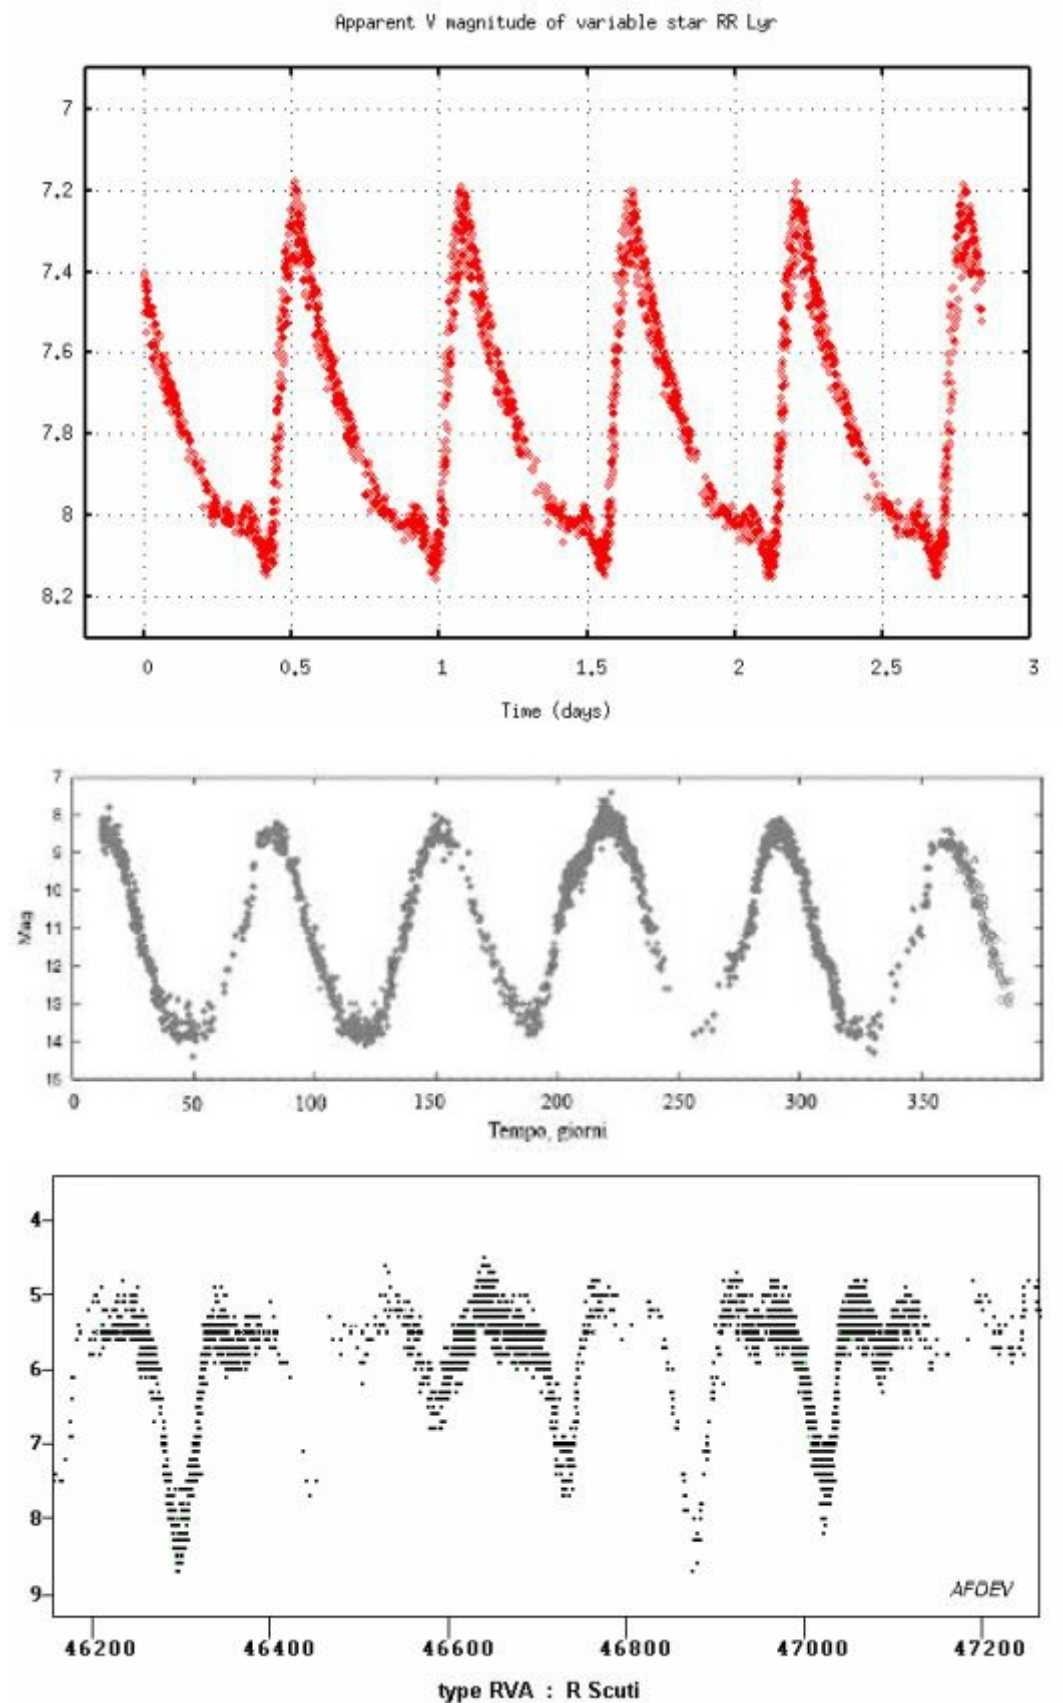 Apparent V magnitude of variable star RR Lyr
7
7.2
7.4
7.6
7.8
8
8.2
0 0.5 1 1.5 2 2.5 3
Time (days)
7
8
9
10
11
12
13
14
15
Mag
0 50 100 150 200 250 300 350
Tempo, giorni
4
5
6
7
8
9
AFOEV
46200 46400 46600 46800 47000 47200
type RVA : R Scuti